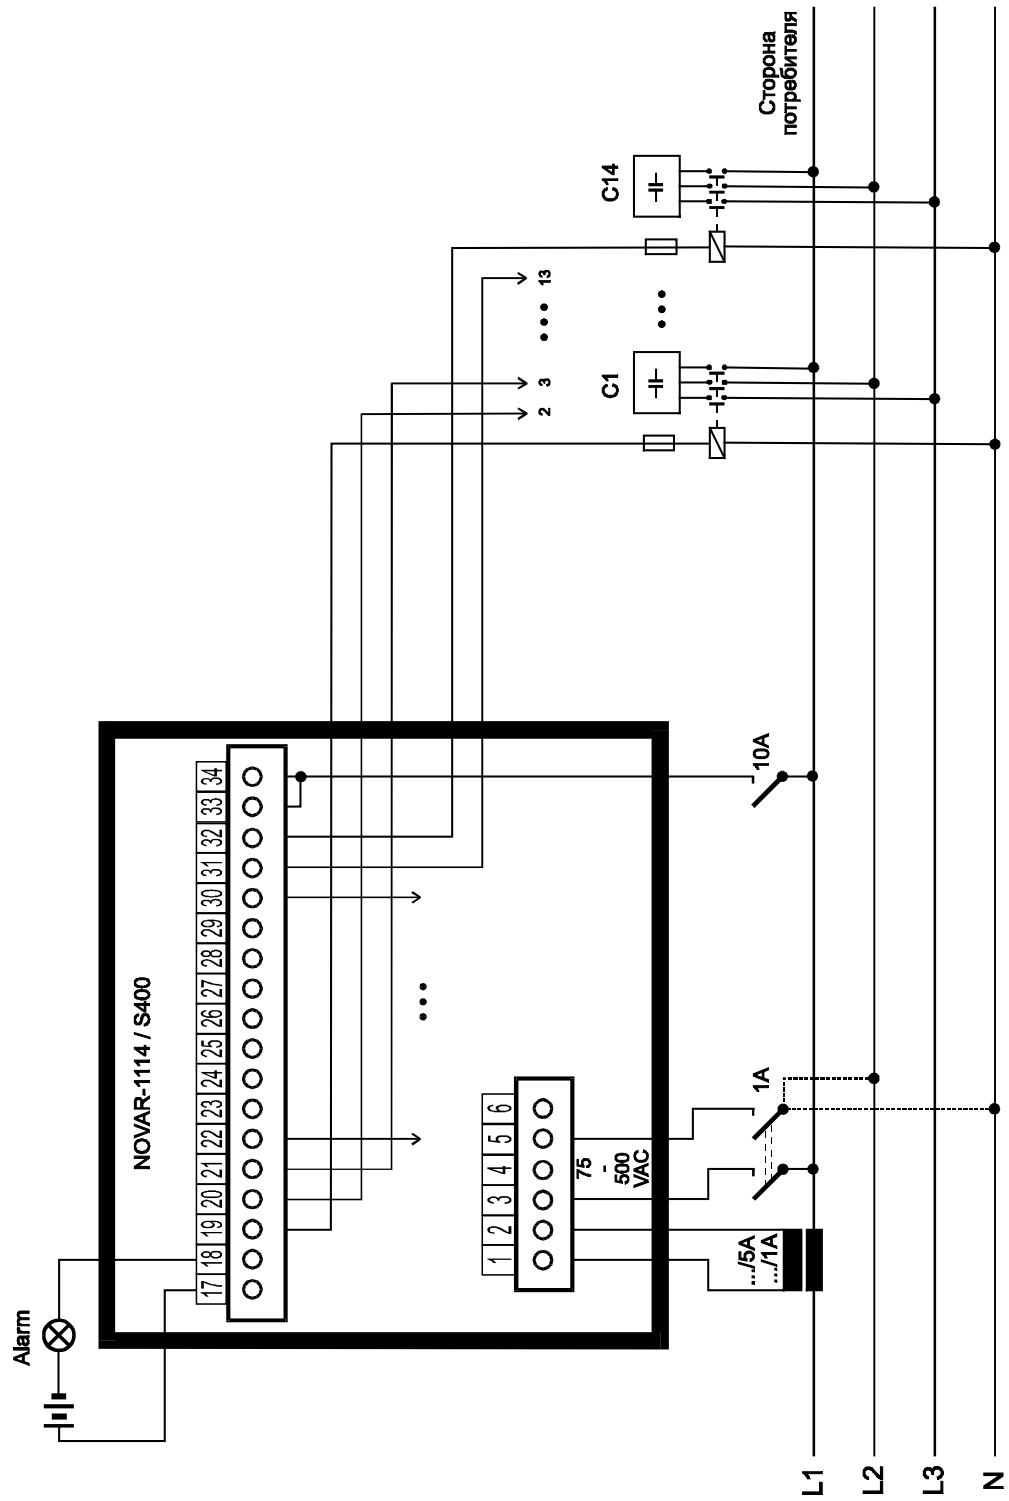 Alarm
NOVAR-1114 / S400
17 18 19 20 21 22 23 24 25 26 27 28 29 30 31 32 33 34
1 2 3 4 5 6
75
-
500
VAC
.../5A
.../1A
1A
10A
2 3 13
C1
C14
Сторона
потребителя
L1
L2
L3
N